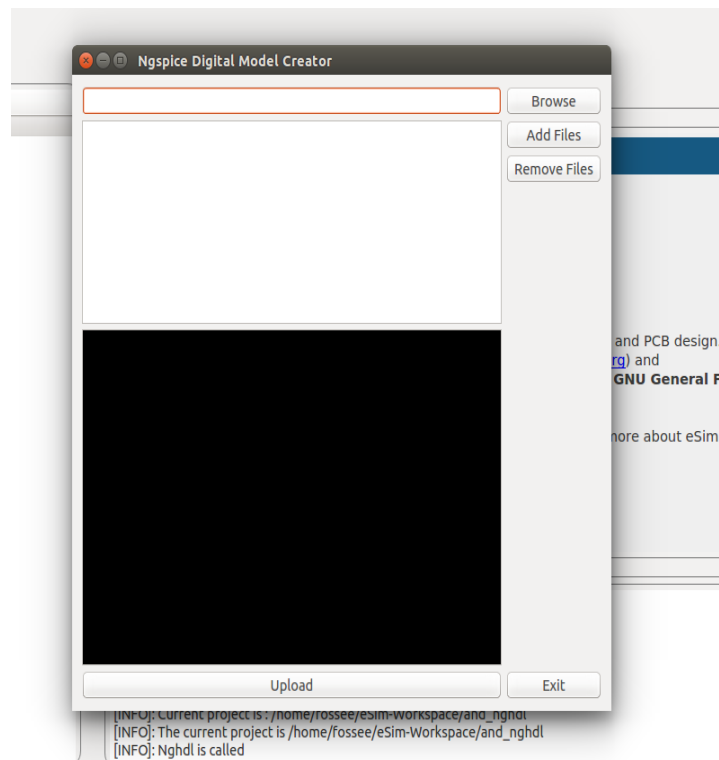 Ngspice Digital Model Creator
Browse
Add Files
Remove Files
and PCB design
rg) and
GNU General F
more about eSim
Upload
Exit
[INFO]: Current project is : /home/fossee/eSim-Workspace/and_nghdl
[INFO]: The current project is /home/fossee/eSim-Workspace/and_nghdl
[INFO]: Nghdl is called